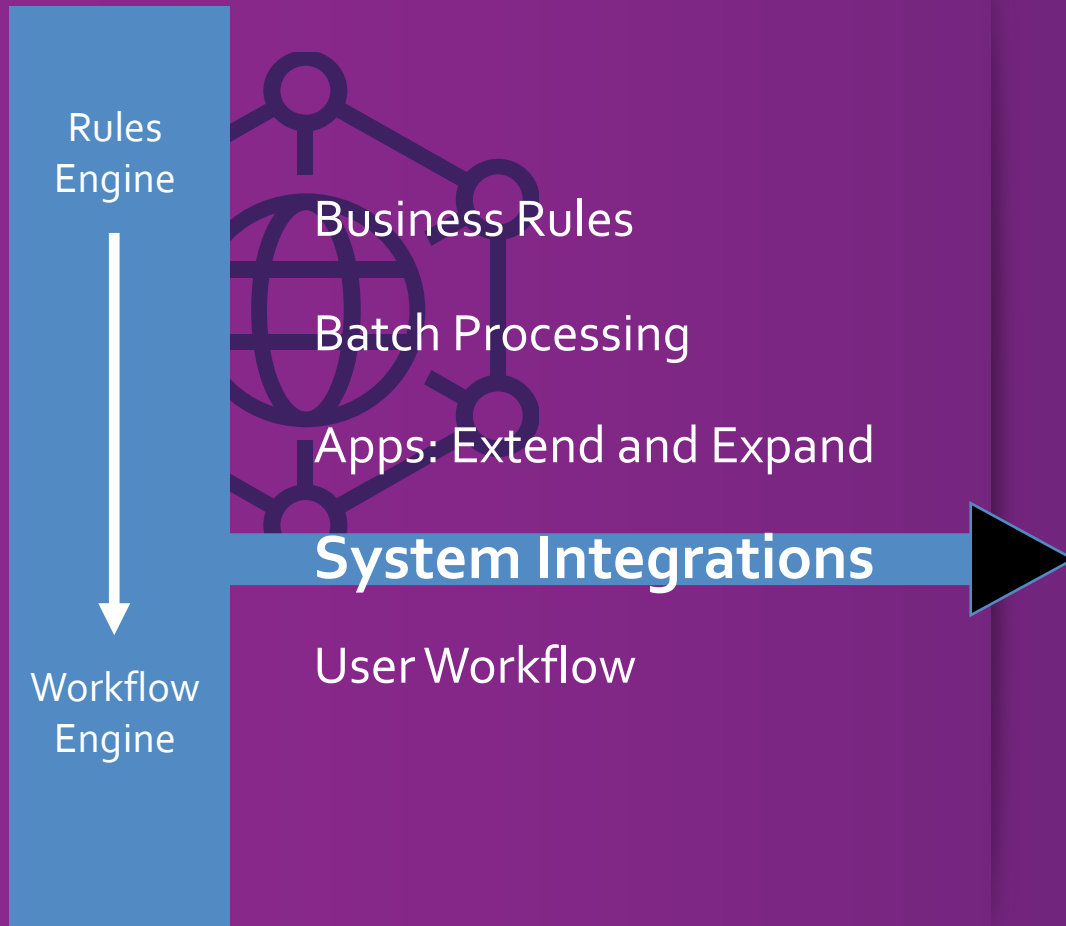 Rules
Engine
Workflow
Engine
Business Rules
Batch Processing
Apps: Extend and Expand
System Integrations
User Workflow